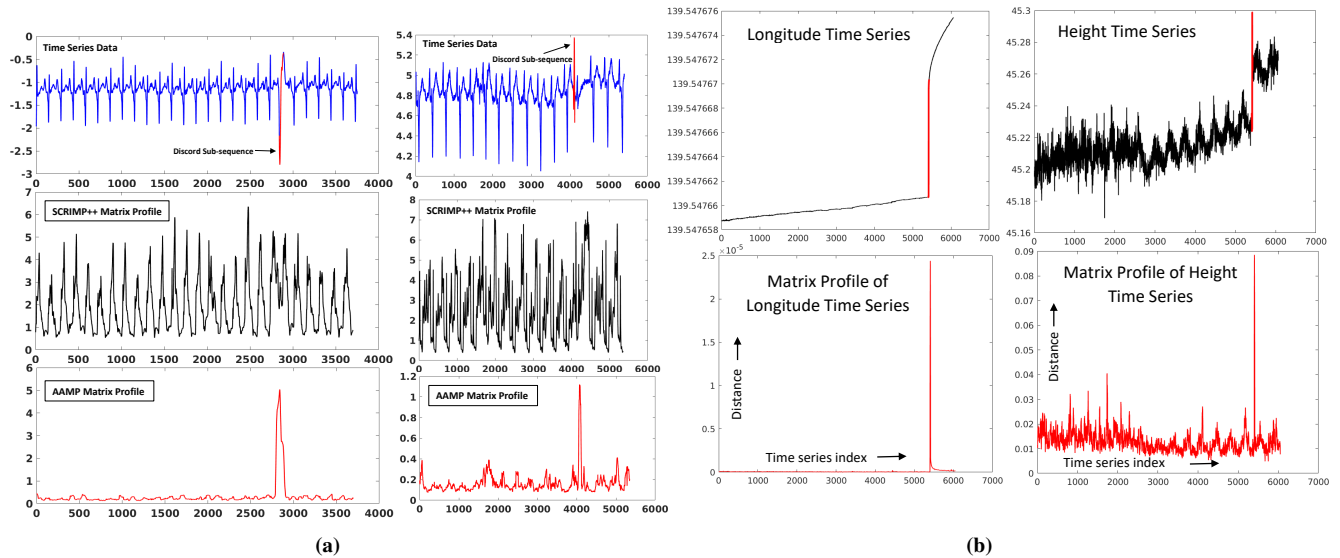 Time Series Data
Discord Sub-sequence
0
-0.5
-1
-1.5
-2
-2.5
-3
0 500 1000 1500 2000 2500 3000 3500 4000
SCRIMP++ Matrix Profile
7
6
5
4
3
2
1
0
0 500 1000 1500 2000 2500 3000 3500 4000
AAMP Matrix Profile
6
5
4
3
2
1
0
0 500 1000 1500 2000 2500 3000 3500 4000
Time Series Data
Discord Sub-sequence
5.4
5.2
5
4.8
4.6
4.4
4.2
4
0 1000 2000 3000 4000 5000 6000
SCRIMP++ Matrix Profile
8
7
6
5
4
3
2
1
0
0 1000 2000 3000 4000 5000 6000
AAMP Matrix Profile
1.2
1
0.8
0.6
0.4
0.2
0
0 1000 2000 3000 4000 5000 6000
(a)
Longitude Time Series
139.547676
139.547674
139.54767
139.547668
139.547666
139.547664
139.547662
139.54766
139.547658
0 1000 2000 3000 4000 5000 6000 7000
Matrix Profile of
Longitude Time Series
×10^-5
2.5
2
1.5
1
0.5
0
Distance
Time series index
0 1000 2000 3000 4000 5000 6000 7000
Height Time Series
45.3
45.28
45.26
45.24
45.22
45.2
45.18
45.16
0 1000 2000 3000 4000 5000 6000 7000
Matrix Profile of Height
Time Series
0.09
0.08
0.07
0.06
0.05
0.04
0.03
0.02
0.01
0
Distance
Time series index
0 1000 2000 3000 4000 5000 6000 7000
(b)